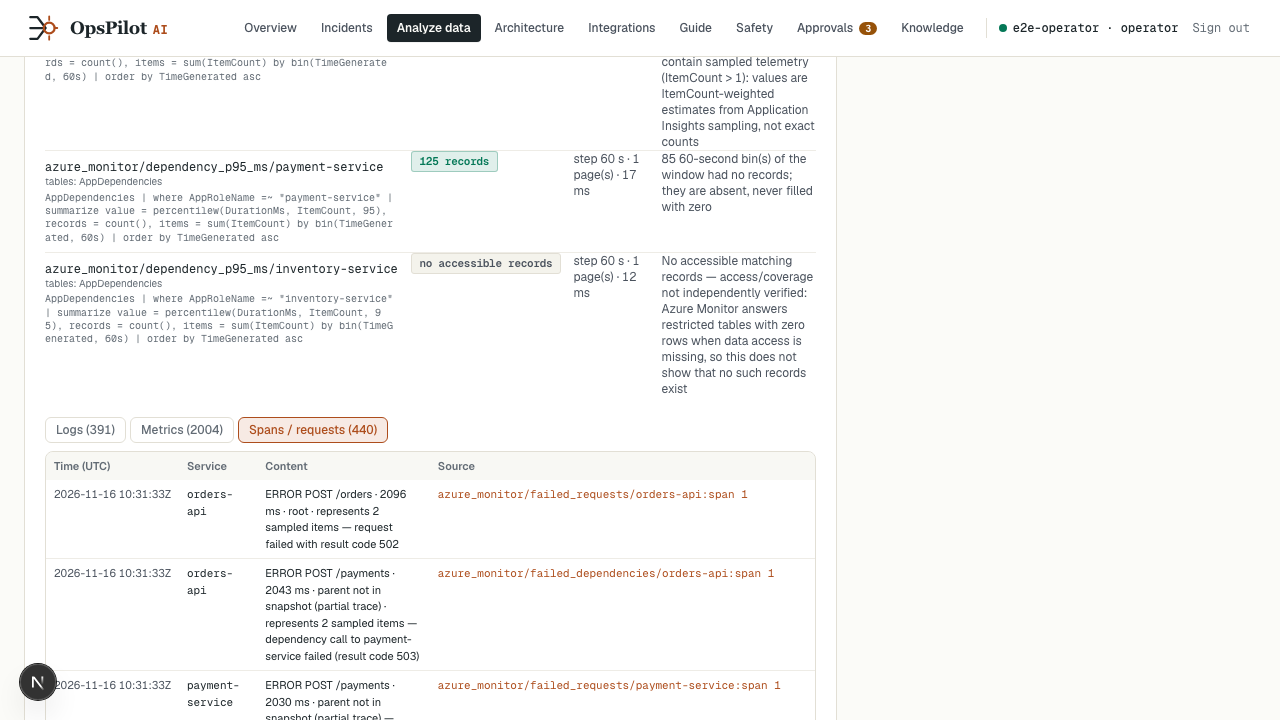 OpsPilot AI
Overview
Incidents
Analyze data
Architecture
Integrations
Guide
Safety
Approvals 3
Knowledge
e2e-operator · operator
Sign out
rds = count(), items = sum(ItemCount) by bin(TimeGenerate
d, 60s) | order by TimeGenerated asc
contain sampled telemetry
(ItemCount > 1): values are
ItemCount-weighted
estimates from Application
Insights sampling, not exact
counts
azure_monitor/dependency_p95_ms/payment-service
tables: AppDependencies
AppDependencies | where AppRoleName =~ "payment-service" |
summarize value = percentilew(DurationMs, ItemCount, 95),
records = count(), items = sum(ItemCount) by bin(TimeGener
ated, 60s) | order by TimeGenerated asc
125 records
step 60 s · 1
page(s) · 17
ms
85 60-second bin(s) of the
window had no records;
they are absent, never filled
with zero
azure_monitor/dependency_p95_ms/inventory-service
tables: AppDependencies
AppDependencies | where AppRoleName =~ "inventory-service"
| summarize value = percentilew(DurationMs, ItemCount, 9
5), records = count(), items = sum(ItemCount) by bin(TimeG
enerated, 60s) | order by TimeGenerated asc
no accessible records
step 60 s · 1
page(s) · 12
ms
No accessible matching
records — access/coverage
not independently verified:
Azure Monitor answers
restricted tables with zero
rows when data access is
missing, so this does not
show that no such records
exist
Logs (391)
Metrics (2004)
Spans / requests (440)
Time (UTC)
Service
Content
Source
2026-11-16 10:31:33Z
orders-
api
ERROR POST /orders · 2096
ms · root · represents 2
sampled items — request
failed with result code 502
azure_monitor/failed_requests/orders-api:span 1
2026-11-16 10:31:33Z
orders-
api
ERROR POST /payments ·
2043 ms · parent not in
snapshot (partial trace) ·
represents 2 sampled items —
dependency call to payment-
service failed (result code 503)
azure_monitor/failed_dependencies/orders-api:span 1
2026-11-16 10:31:33Z
payment-
service
ERROR POST /payments ·
2030 ms · parent not in
snapshot (partial trace) —
azure_monitor/failed_requests/payment-service:span 1
N